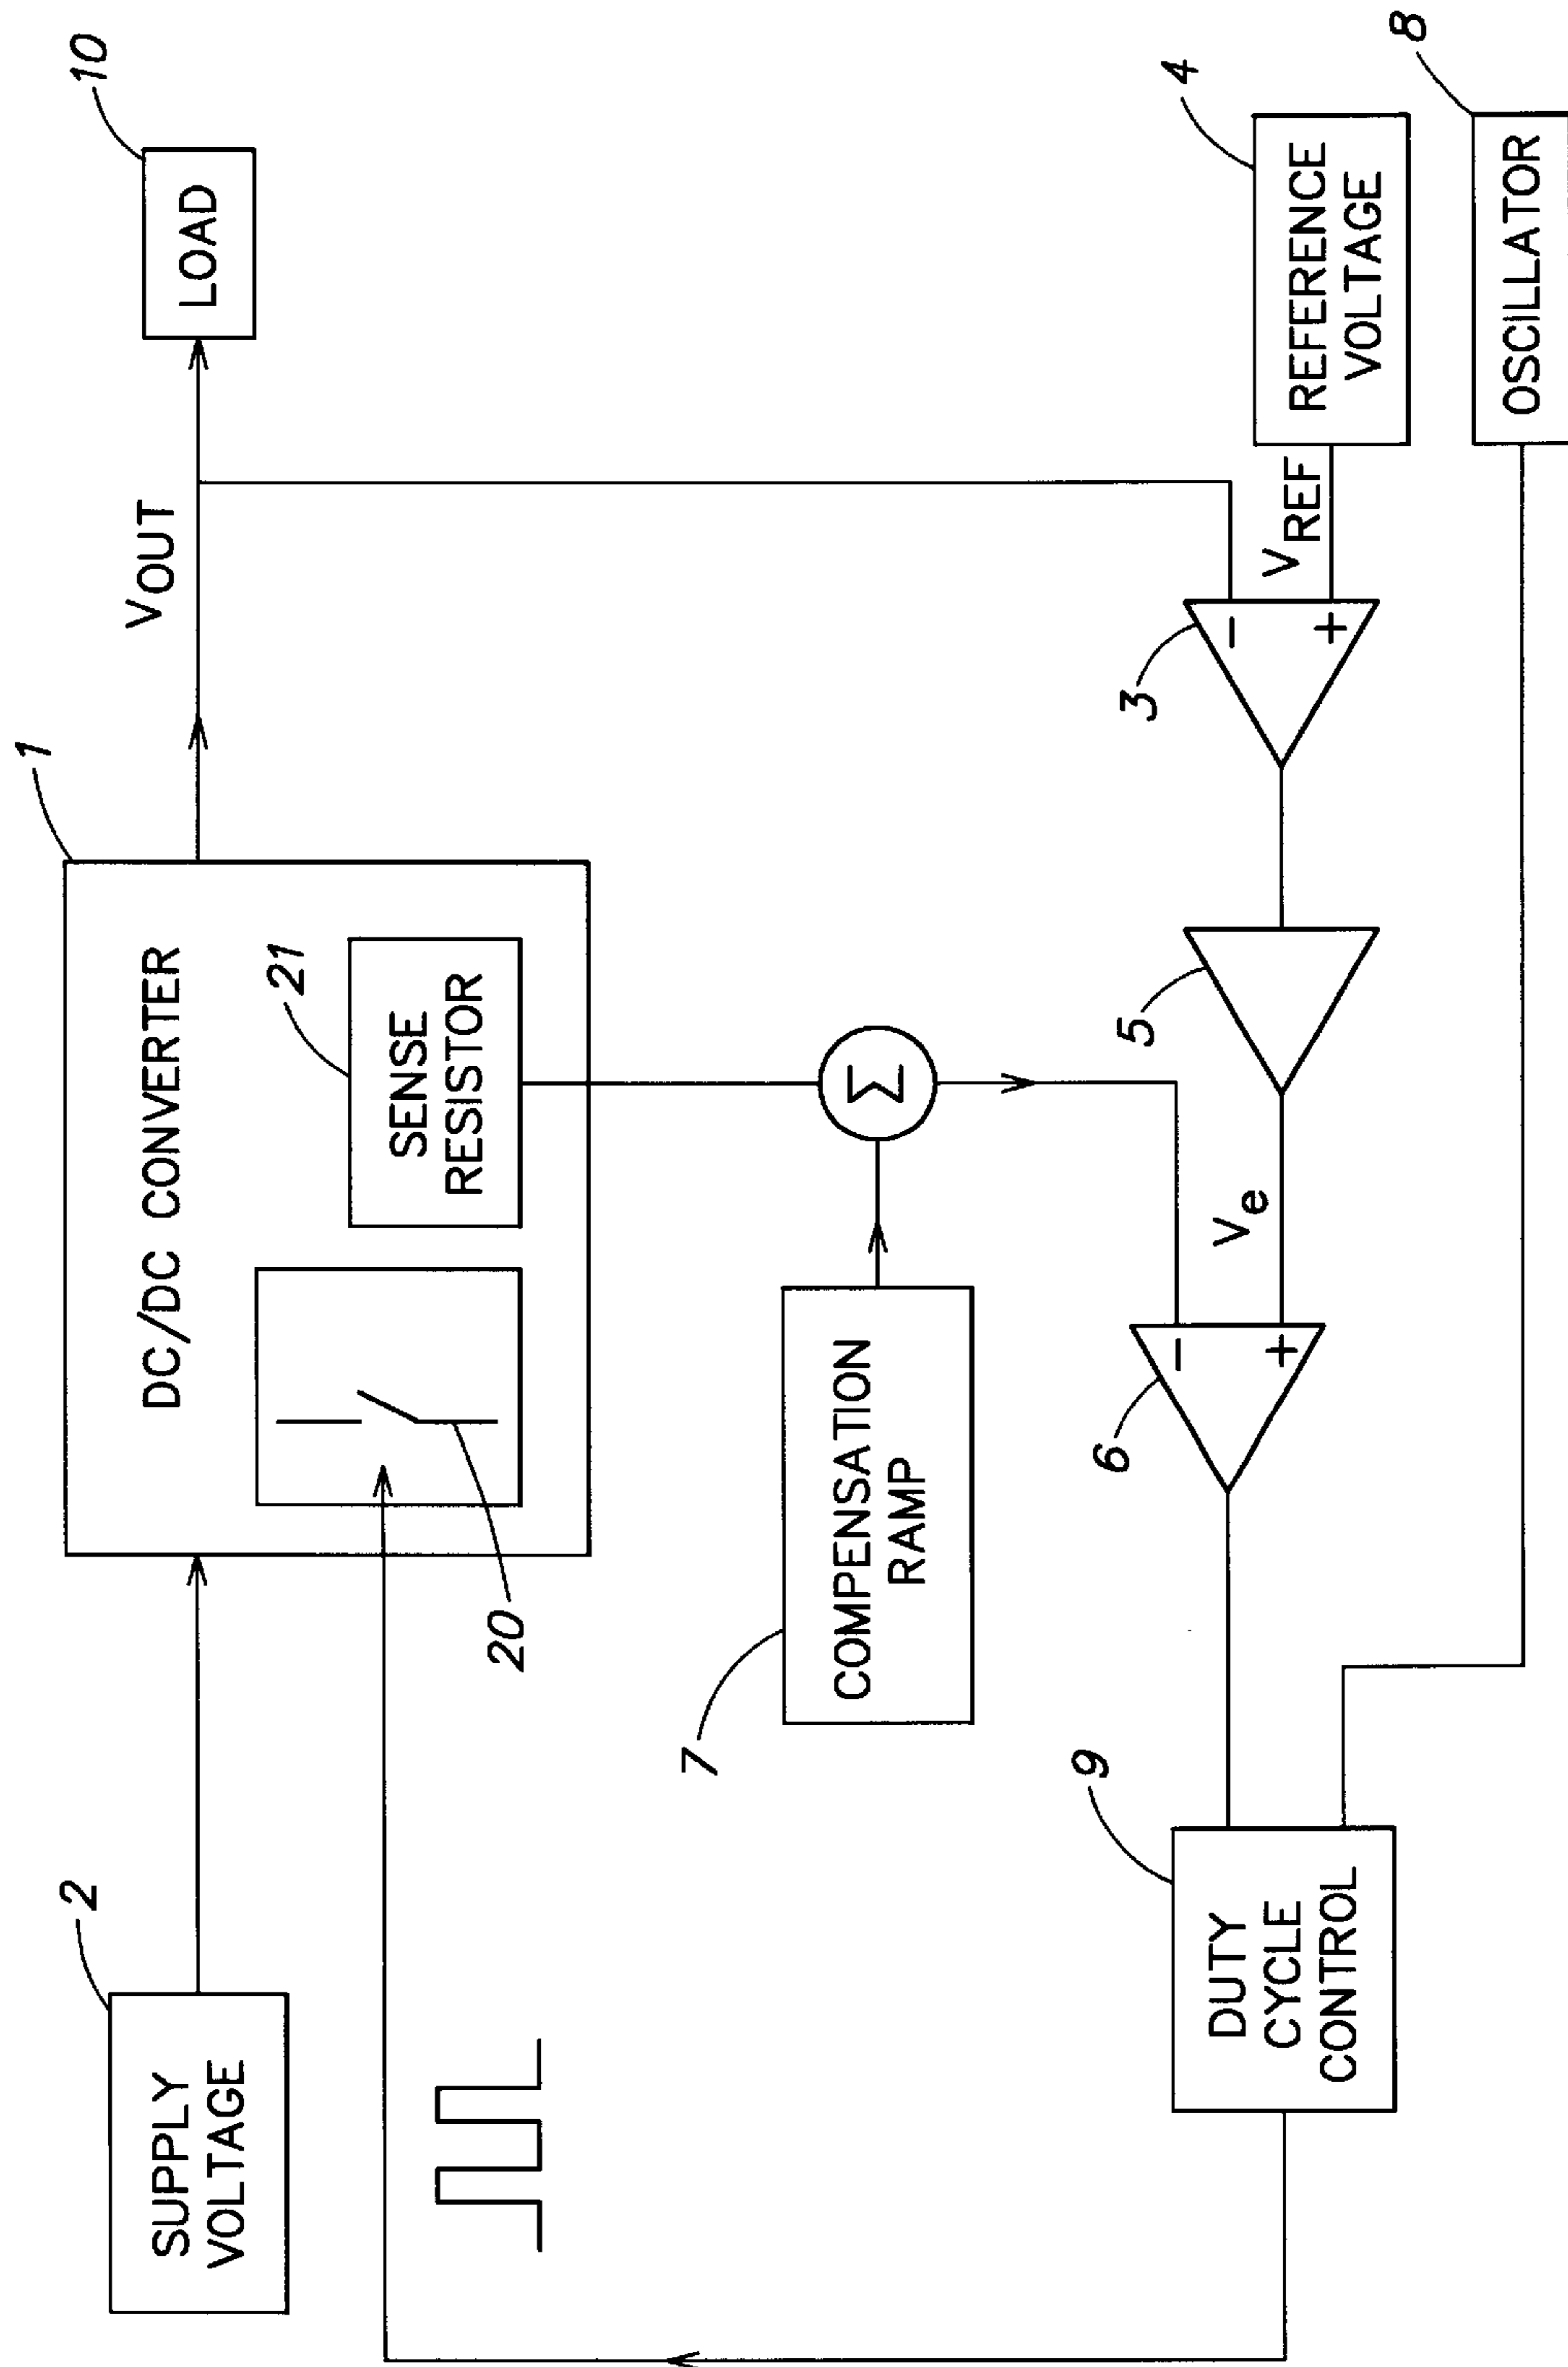 2
SUPPLY
VOLTAGE
1
DC/DC CONVERTER
20
21
SENSE
RESISTOR
VOUT
10
LOAD
7
COMPENSATION
RAMP
Σ
9
DUTY
CYCLE
CONTROL
6
-
+
Ve
5
3
-
+
VREF
4
REFERENCE
VOLTAGE
8
OSCILLATOR